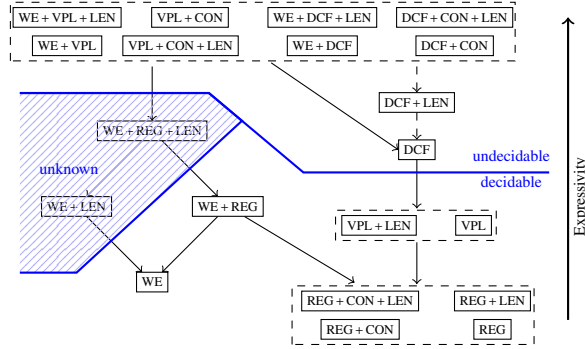 WE + VPL + LEN VPL + CON WE + DCF + LEN DCF + CON + LEN
WE + VPL VPL + CON + LEN WE + DCF DCF + CON
DCF + LEN
WE + REG + LEN
DCF
undecidable
unknown
decidable
WE + LEN
WE + REG
VPL + LEN VPL
WE
REG + CON + LEN REG + LEN
REG + CON REG
Expressivity